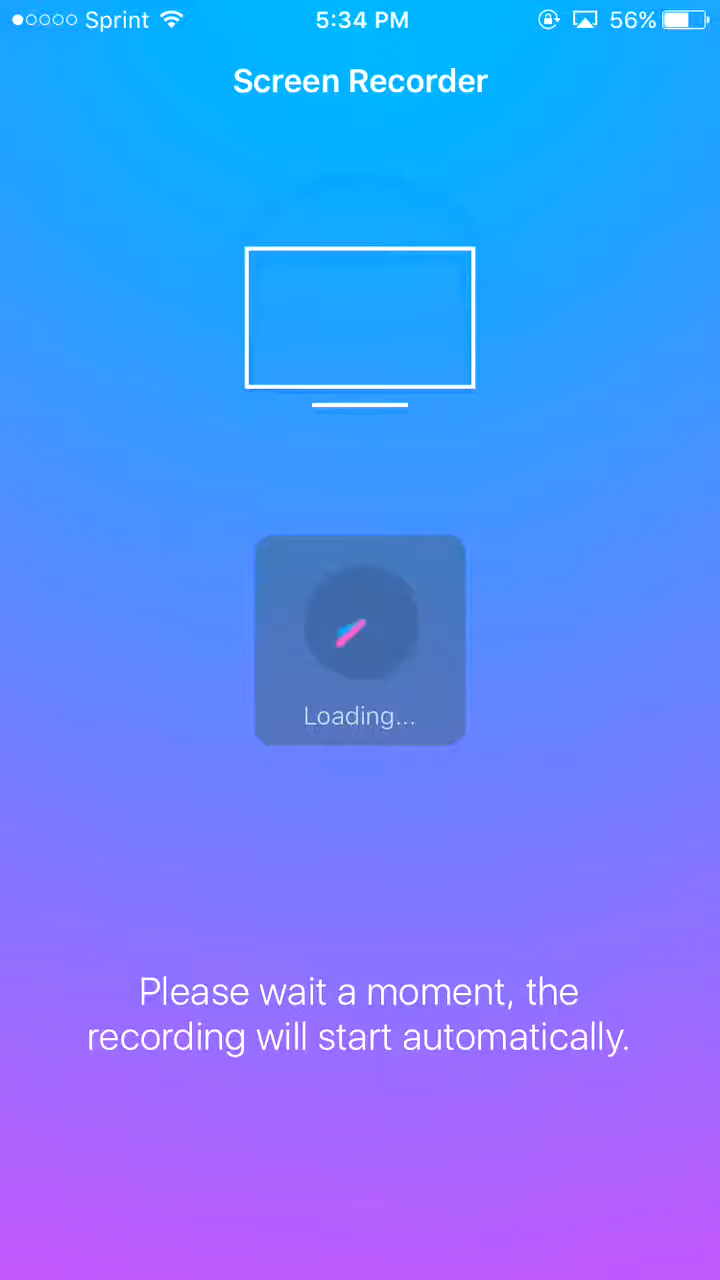 Sprint 5:34 PM 56%
Screen Recorder
Loading...
Please wait a moment, the
recording will start automatically.